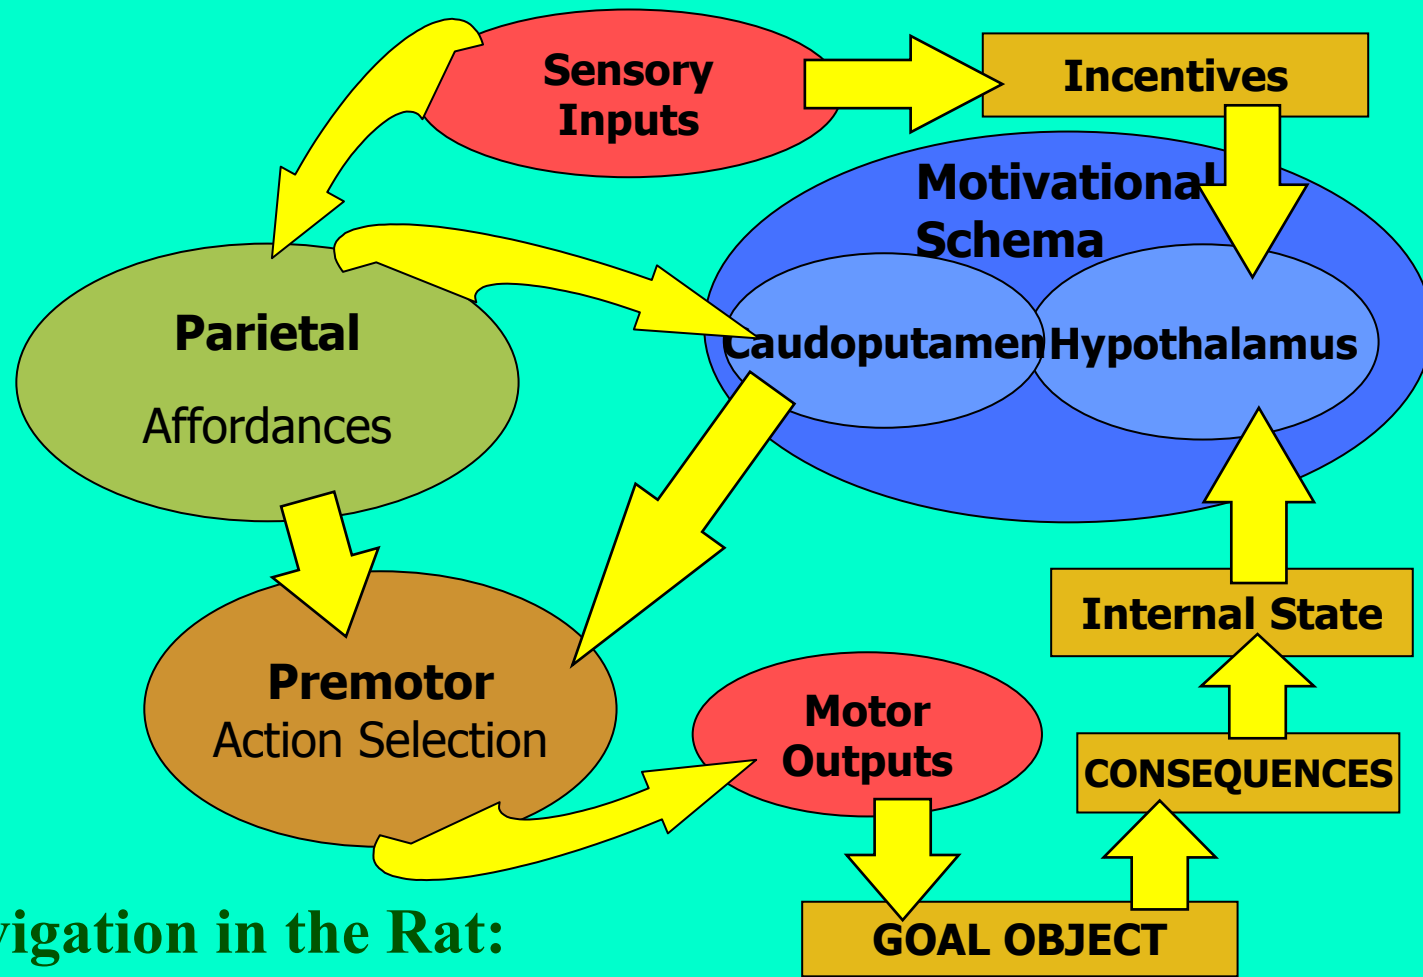 Sensory
Inputs
Incentives
Motivational
Schema
Parietal
Affordances
Caudoputamen
Hypothalamus
Internal State
Premotor
Action Selection
Motor
Outputs
CONSEQUENCES
GOAL OBJECT
vigation in the Rat: